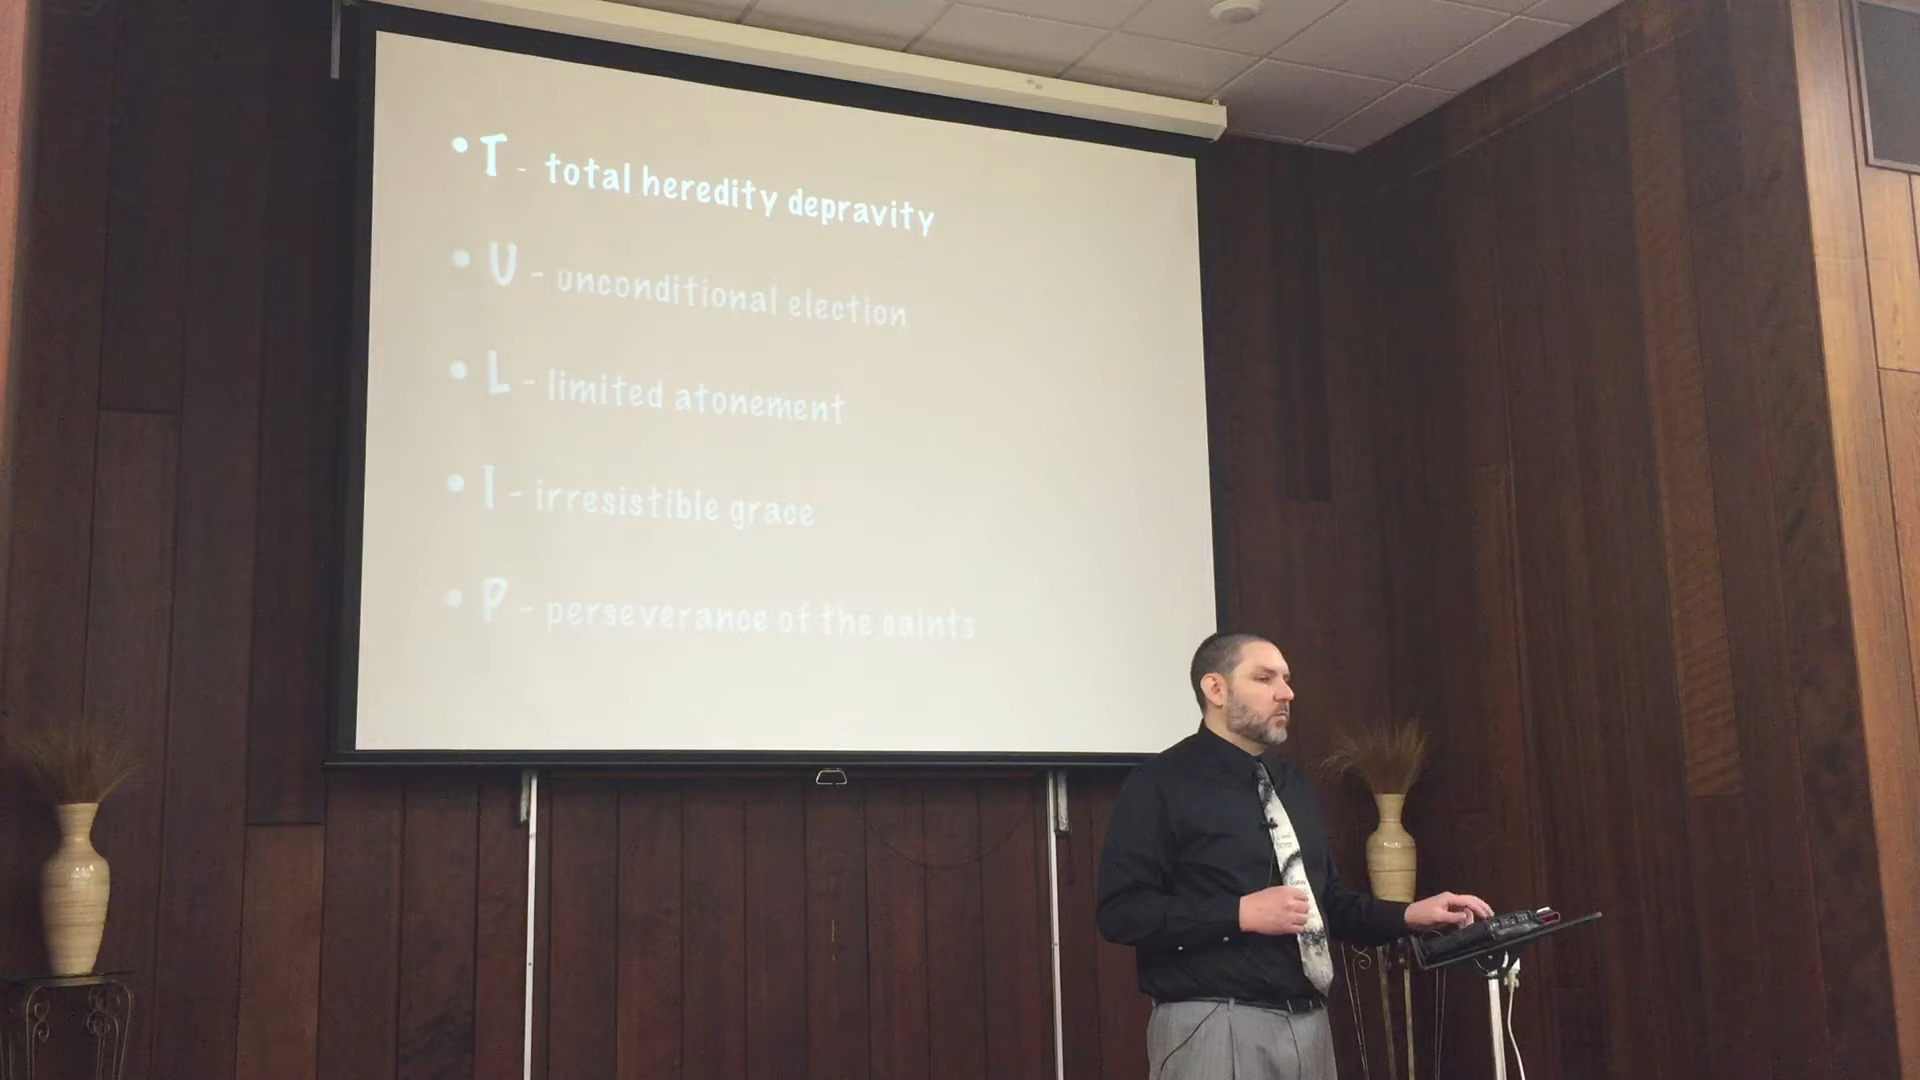 • T - total heredity depravity
• U - unconditional election
• L - limited atonement
• I - irresistible grace
• P - perseverance of the saints